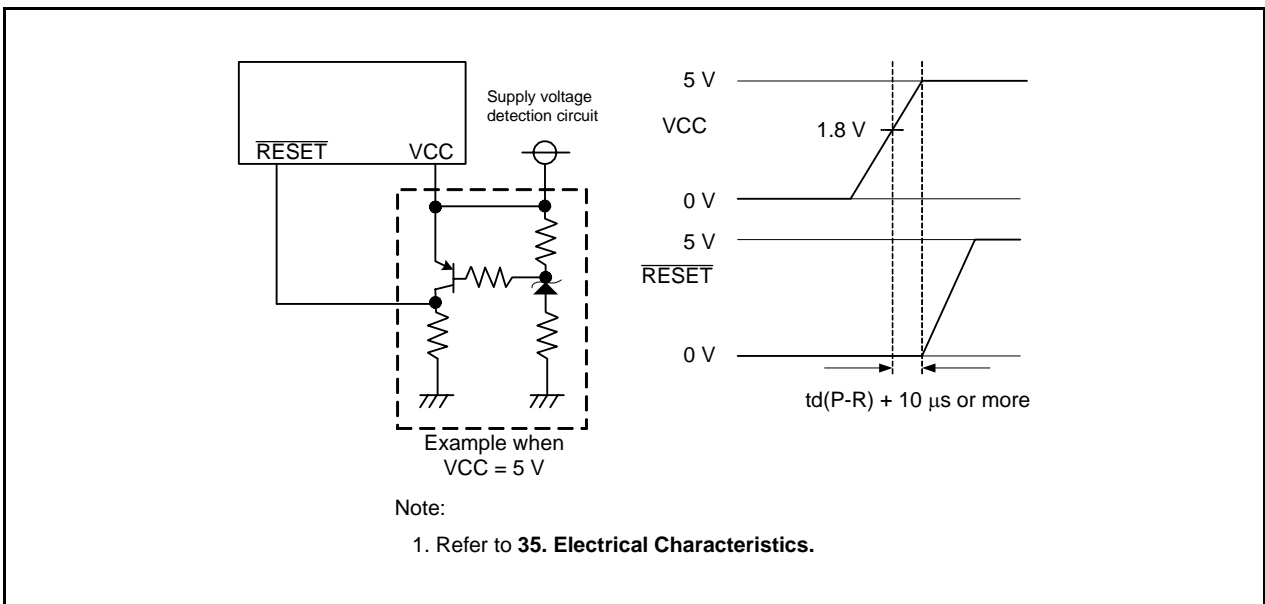 RESET
VCC
Supply voltage
detection circuit
Example when
VCC = 5 V
5 V
VCC
1.8 V
0 V
5 V
RESET
0 V
td(P-R) + 10 μs or more
Note:
1. Refer to 35. Electrical Characteristics.